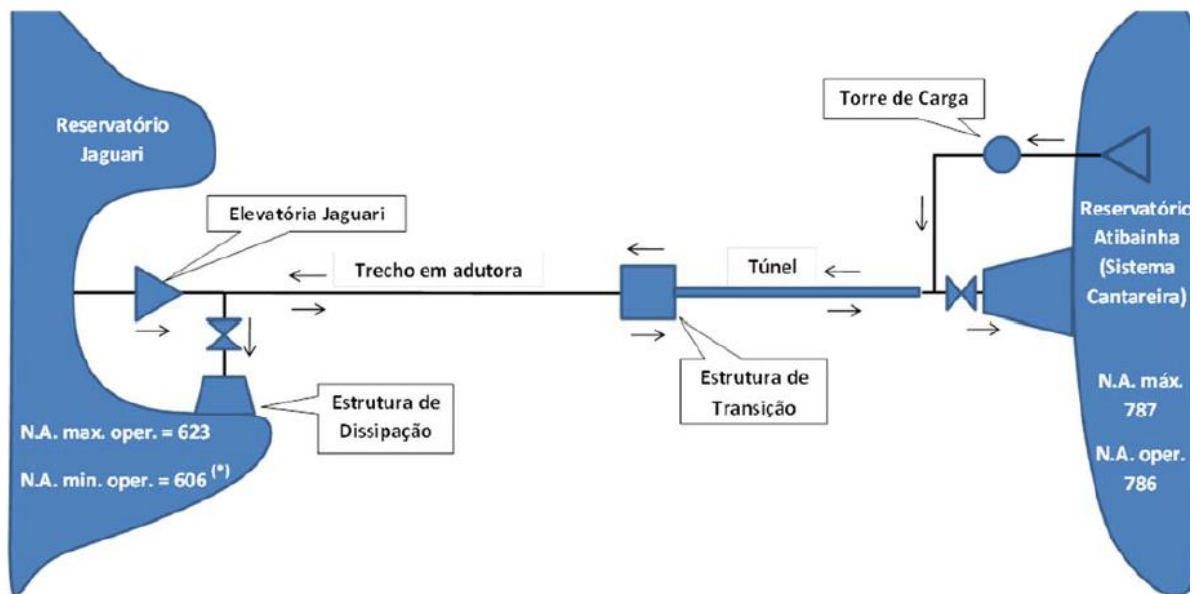 Reservatório
Jaguari
Elevatória Jaguari
Trecho em adutora
Túnel
Torre de Carga
Reservatório
Atibainha
(Sistema
Cantareira)
Estrutura de
Dissipação
Estrutura de
Transição
N.A. max. oper. = 623
N.A. min. oper. = 606 (*)
N.A. máx.
787
N.A. oper.
786